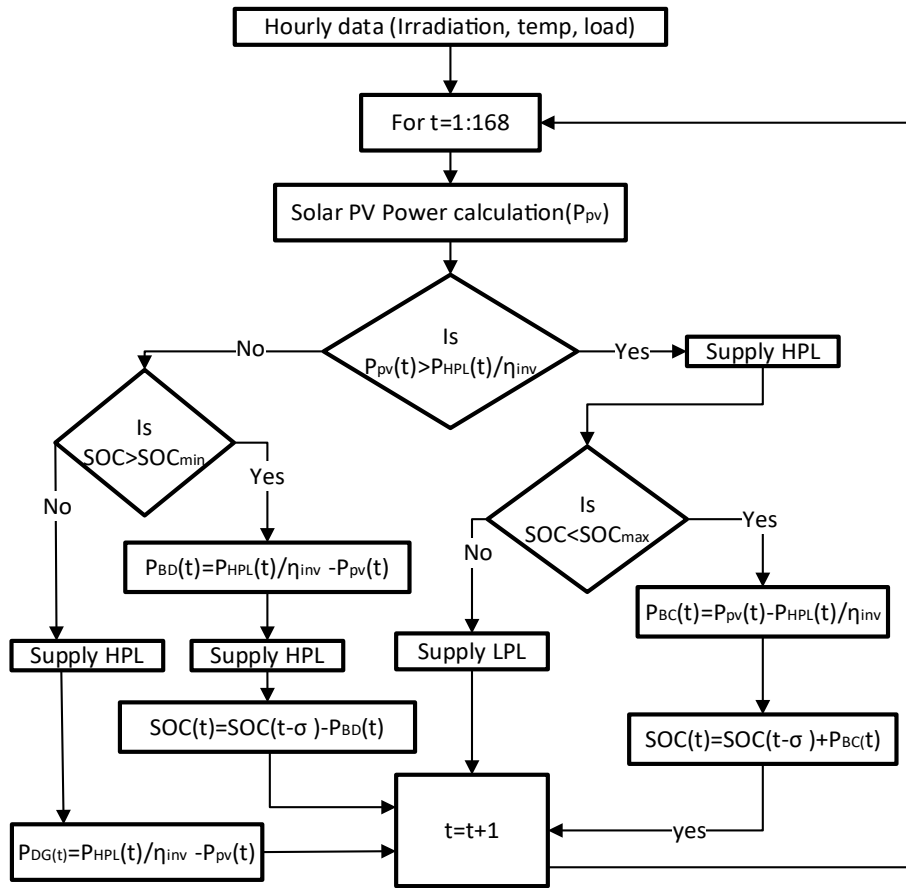 Hourly data (Irradiation, temp, load)
For t=1:168
Solar PV Power calculation(Ppv)
Is
Ppv(t)>PHPL(t)/ηinv
No
Yes
Supply HPL
Is
SOC>SOCmin
No
Yes
Is
SOC<SOCmax
No
Yes
PBD(t)=PHPL(t)/ηinv -Ppv(t)
PBC(t)=Ppv(t)-PHPL(t)/ηinv
Supply HPL
Supply HPL
Supply LPL
SOC(t)=SOC(t-σ )-PBD(t)
SOC(t)=SOC(t-σ )+PBC(t)
t=t+1
yes
PDG(t)=PHPL(t)/ηinv -Ppv(t)